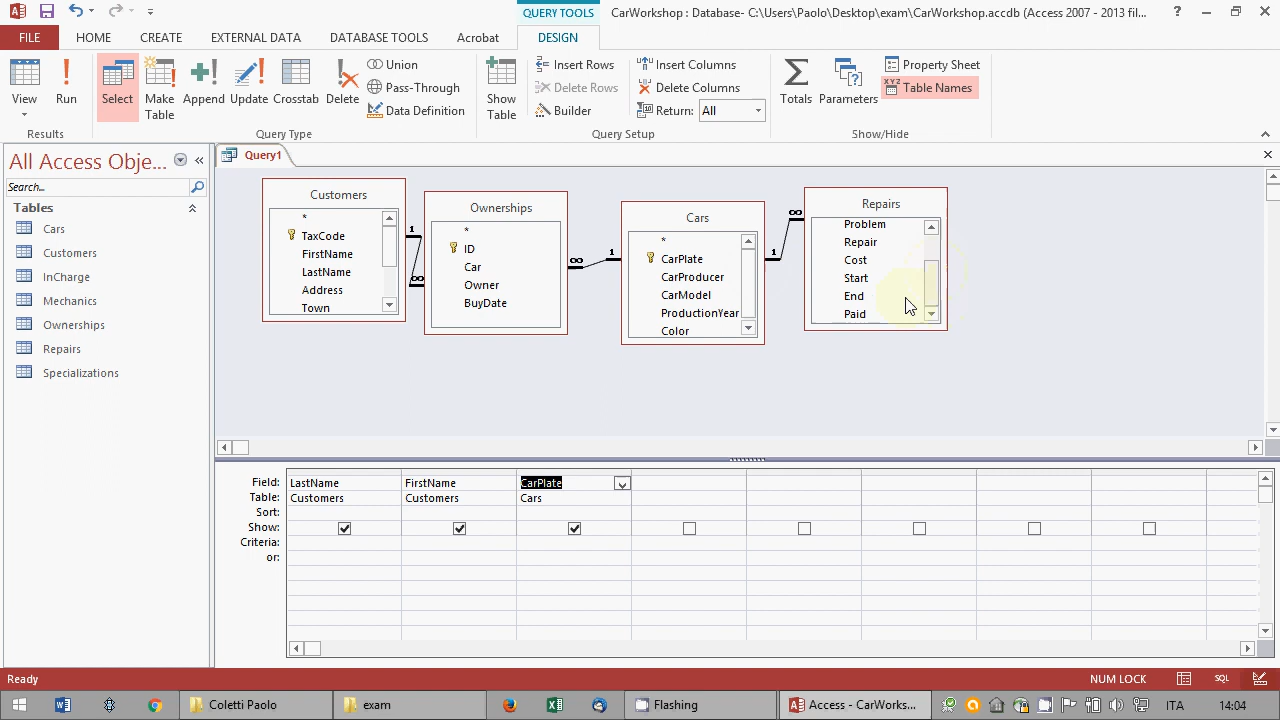 QUERY TOOLS
CarWorkshop : Database- C:\Users\Paolo\Desktop\exam\CarWorkshop.accdb (Access 2007 - 2013 fil...
FILE HOME CREATE EXTERNAL DATA DATABASE TOOLS Acrobat DESIGN
View Run Select Make Table Append Update Crosstab Delete
Union
Pass-Through
Data Definition
Show Table
Insert Rows
Delete Rows
Builder
Insert Columns
Delete Columns
Return: All
Totals Parameters
Property Sheet
XYZ Table Names
Results Query Type Query Setup Show/Hide
All Access Obje...
Search...
Tables
Cars
Customers
InCharge
Mechanics
Ownerships
Repairs
Specializations
Query1
Customers
*
TaxCode
FirstName
LastName
Address
Town
1
∞
Ownerships
*
ID
Car
Owner
BuyDate
∞
1
Cars
*
CarPlate
CarProducer
CarModel
ProductionYear
Color
1
∞
Repairs
Problem
Repair
Cost
Start
End
Paid
Field: LastName FirstName CarPlate
Table: Customers Customers Cars
Sort:
Show:
Criteria:
or:
Ready
NUM LOCK
SQL
Coletti Paolo
exam
Flashing
Access - CarWorks...
ITA
14:04